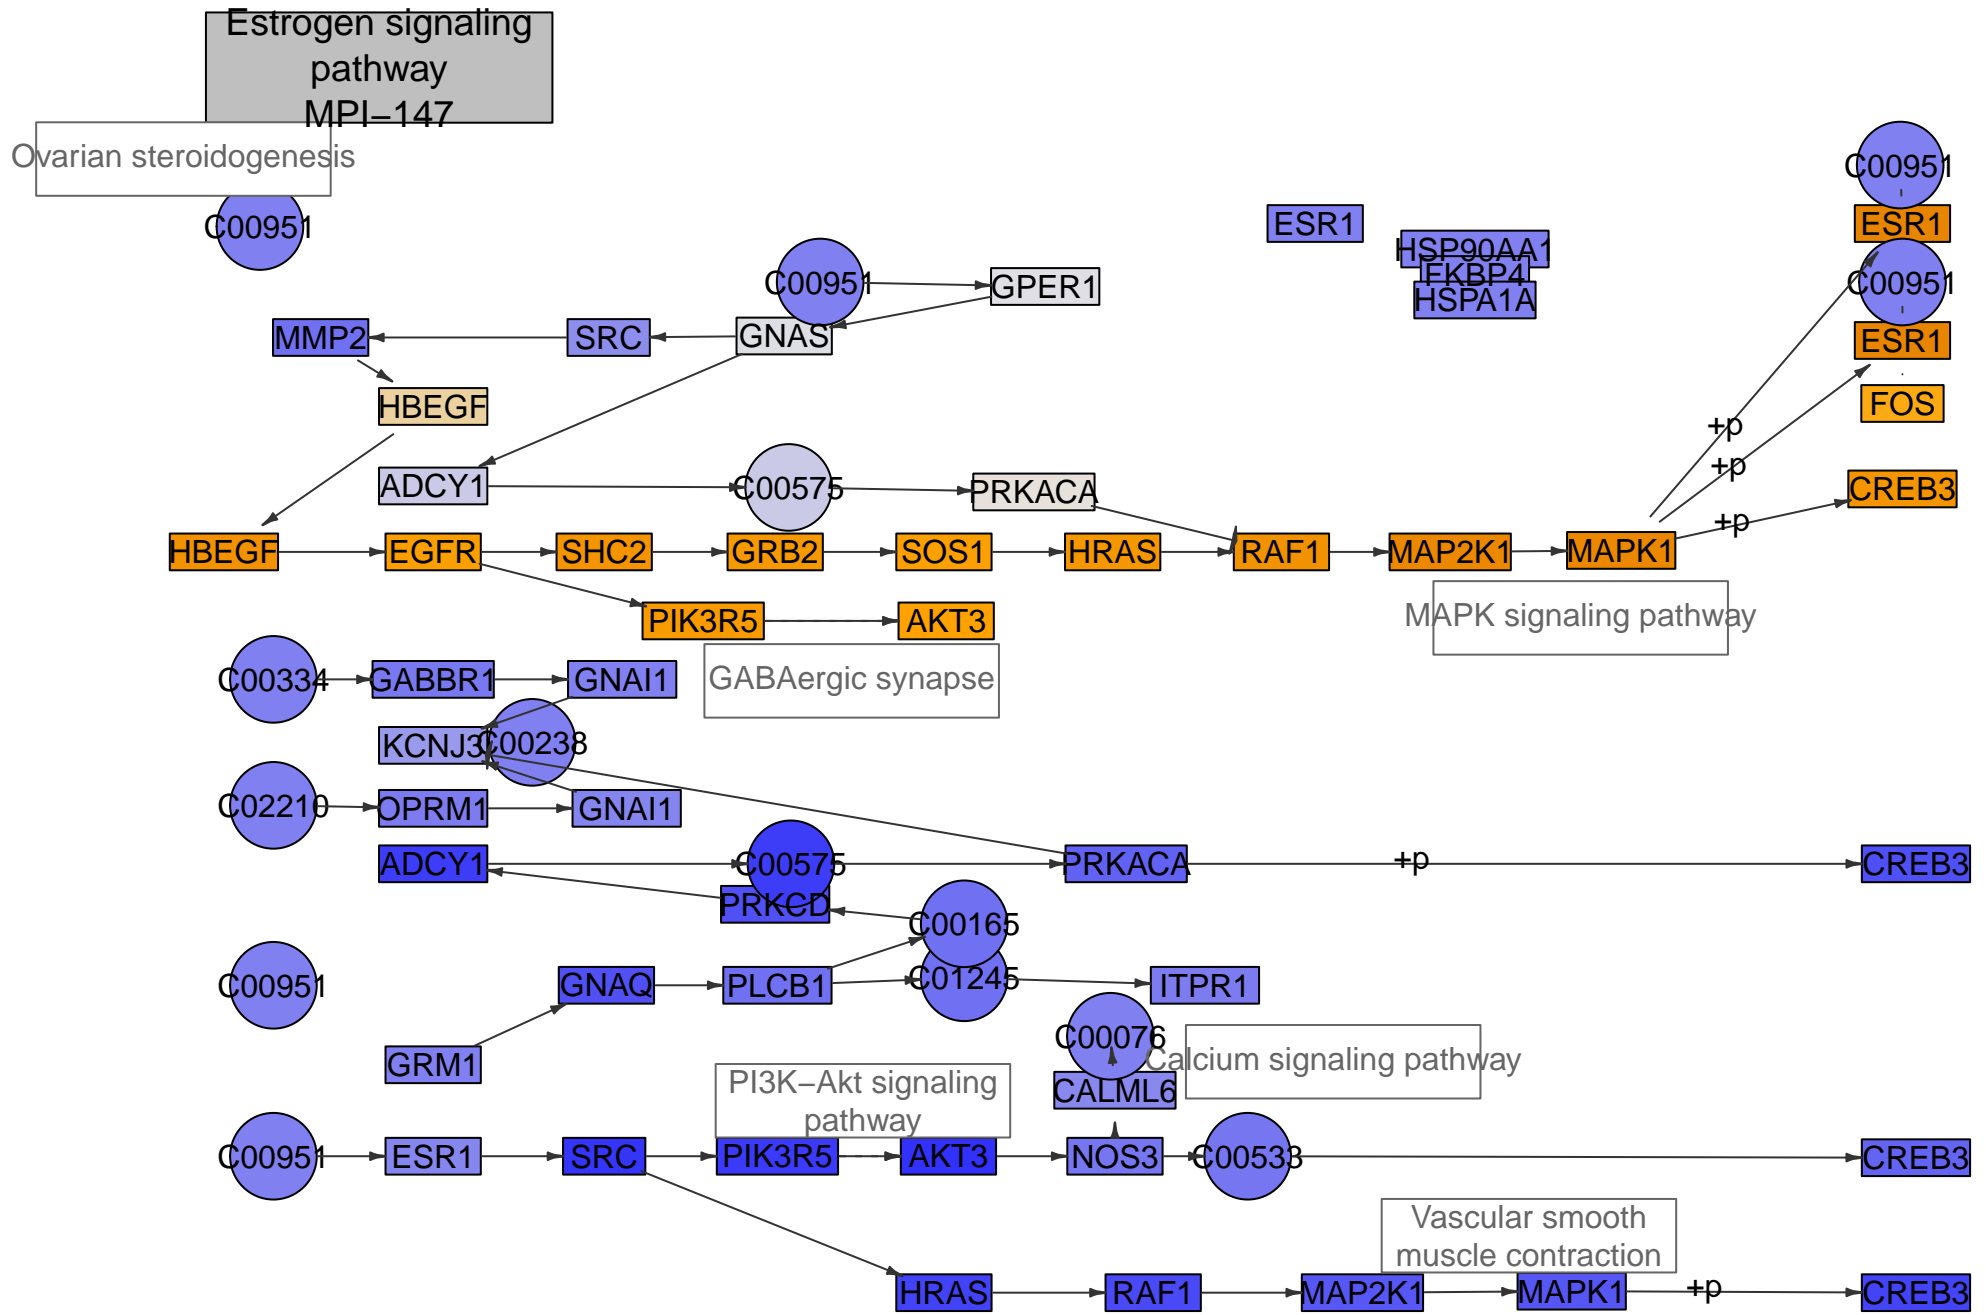 Estrogen signaling
pathway
MPI−147
Ovarian steroidogenesis
C00951
C00951
ESR1
ESR1
C00951
HSP90AA1
FKBP4
HSPA1A
C00951
GPER1
C00951
MMP2
SRC
GNAS
ESR1
HBEGF
FOS
+p
+p
ADCY1
C00575
PRKACA
CREB3
+p
HBEGF
EGFR
SHC2
GRB2
SOS1
HRAS
RAF1
MAP2K1
MAPK1
PIK3R5
AKT3
MAPK signaling pathway
C00334
GABBR1
GNAI1
GABAergic synapse
KCNJ3
C00238
C02210
OPRM1
GNAI1
ADCY1
C00575
PRKACA
+p
CREB3
PRKCD
C00165
C00951
GNAQ
PLCB1
C01245
ITPR1
C00076
Calcium signaling pathway
GRM1
CALML6
PI3K−Akt signaling
pathway
C00951
ESR1
SRC
PIK3R5
AKT3
NOS3
C00533
CREB3
Vascular smooth
muscle contraction
HRAS
RAF1
MAP2K1
MAPK1
+p
CREB3